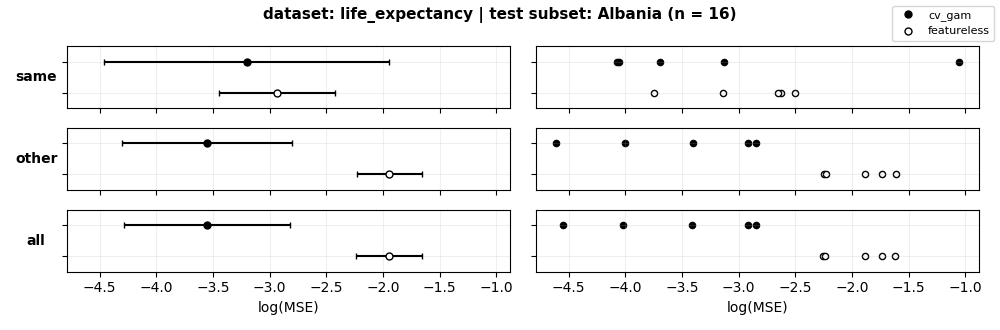 dataset: life_expectancy | test subset: Albania (n = 16)
cv_gam
featureless
same
other
all
−4.5 −4.0 −3.5 −3.0 −2.5 −2.0 −1.5 −1.0
−4.5 −4.0 −3.5 −3.0 −2.5 −2.0 −1.5 −1.0
log(MSE)
log(MSE)